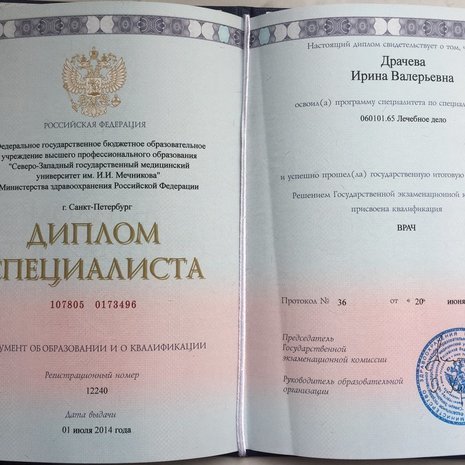 РОССИЙСКАЯ ФЕДЕРАЦИЯ
Федеральное государственное бюджетное образовательное
учреждение высшего профессионального образования
"Северо-Западный государственный медицинский
университет им. И.И. Мечникова"
Министерства здравоохранения Российской Федерации
г. Санкт-Петербург
ДИПЛОМ
СПЕЦИАЛИСТА
107805 0173496
ДОКУМЕНТ ОБ ОБРАЗОВАНИИ И О КВАЛИФИКАЦИИ
Регистрационный номер
12240
Дата выдачи
01 июля 2014 года
Настоящий диплом свидетельствует о том,
Драчева
Ирина Валерьевна
освоил(а) программу специалитета по
060101.65 Лечебное дело
и успешно прошел(ла) государственную итоговую
Решением Государственной экзаменационной
присвоена квалификация
ВРАЧ
Протокол № 36 от « 20 » июня
Председатель
Государственной
экзаменационной комиссии
Руководитель образовательной
организации